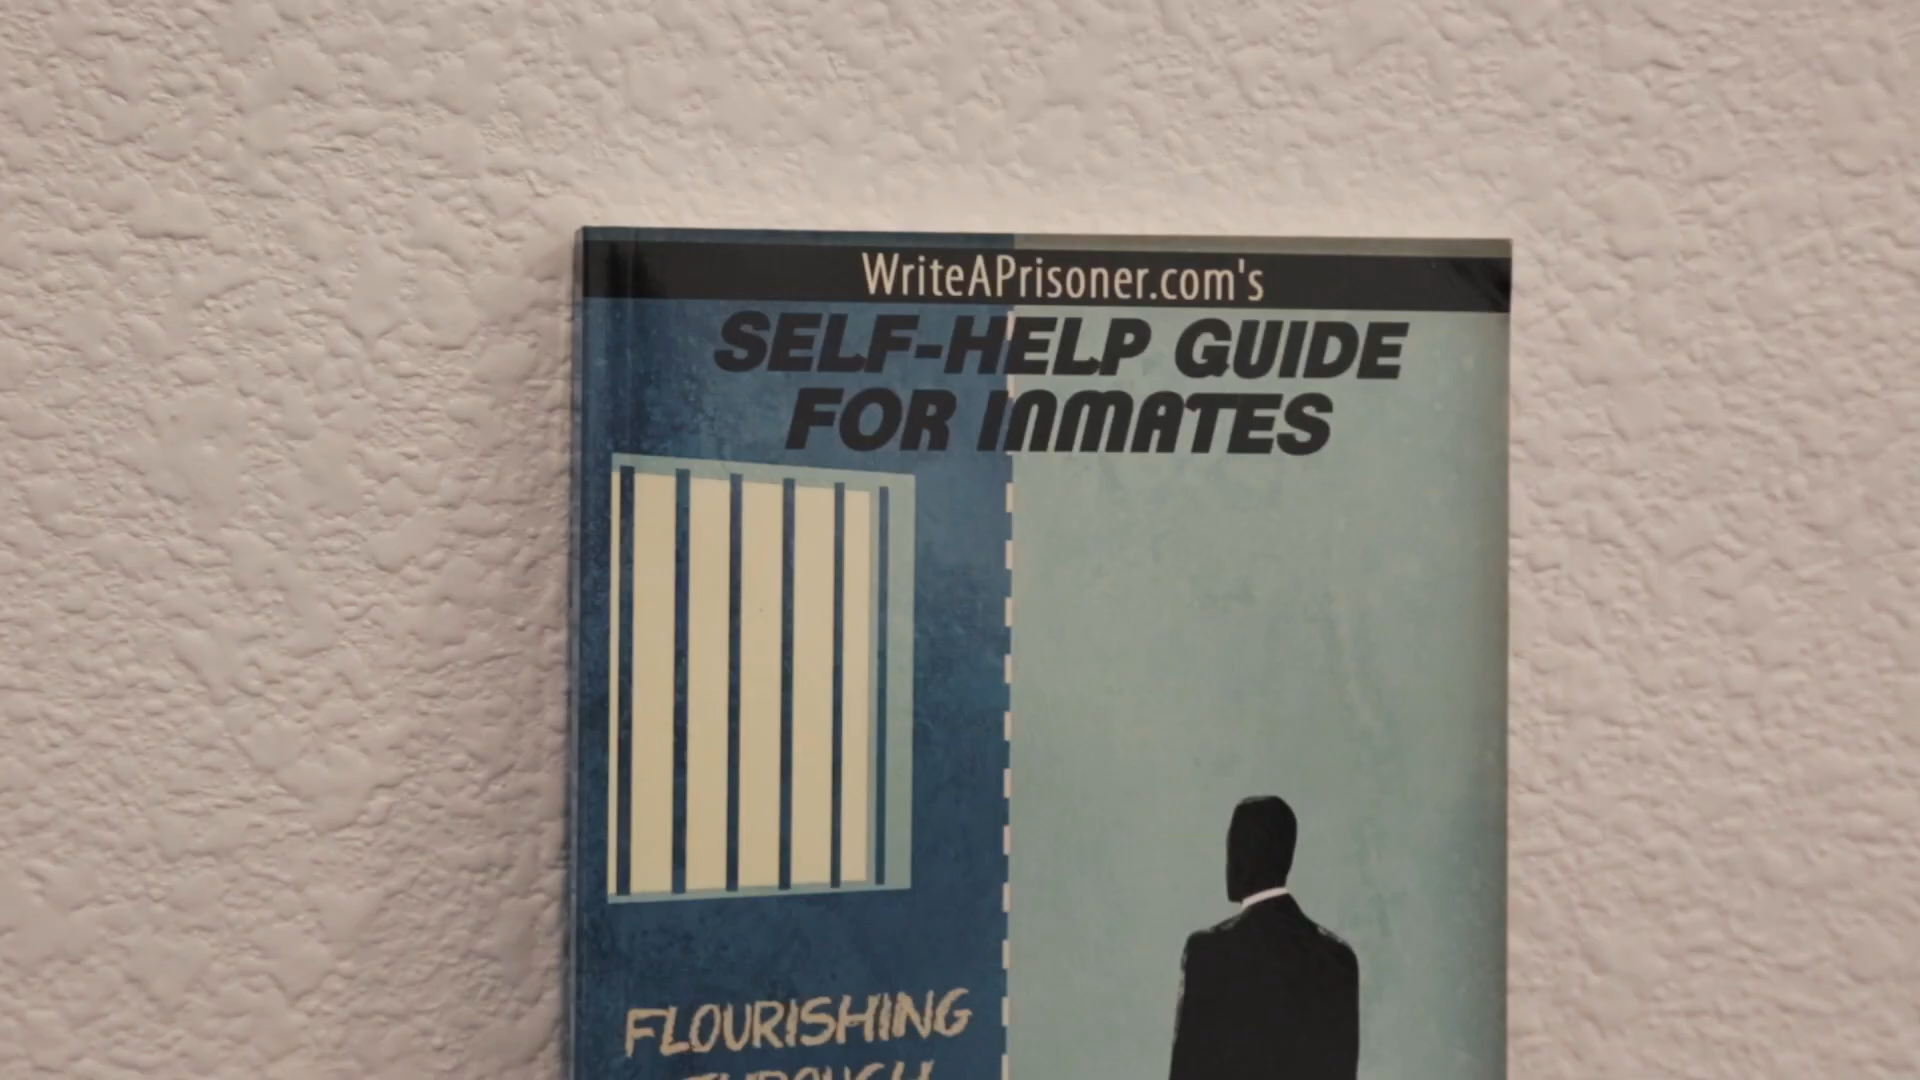 WriteAPrisoner.com's
SELF-HELP GUIDE
FOR INMATES
FLOURISHING
THROUGH